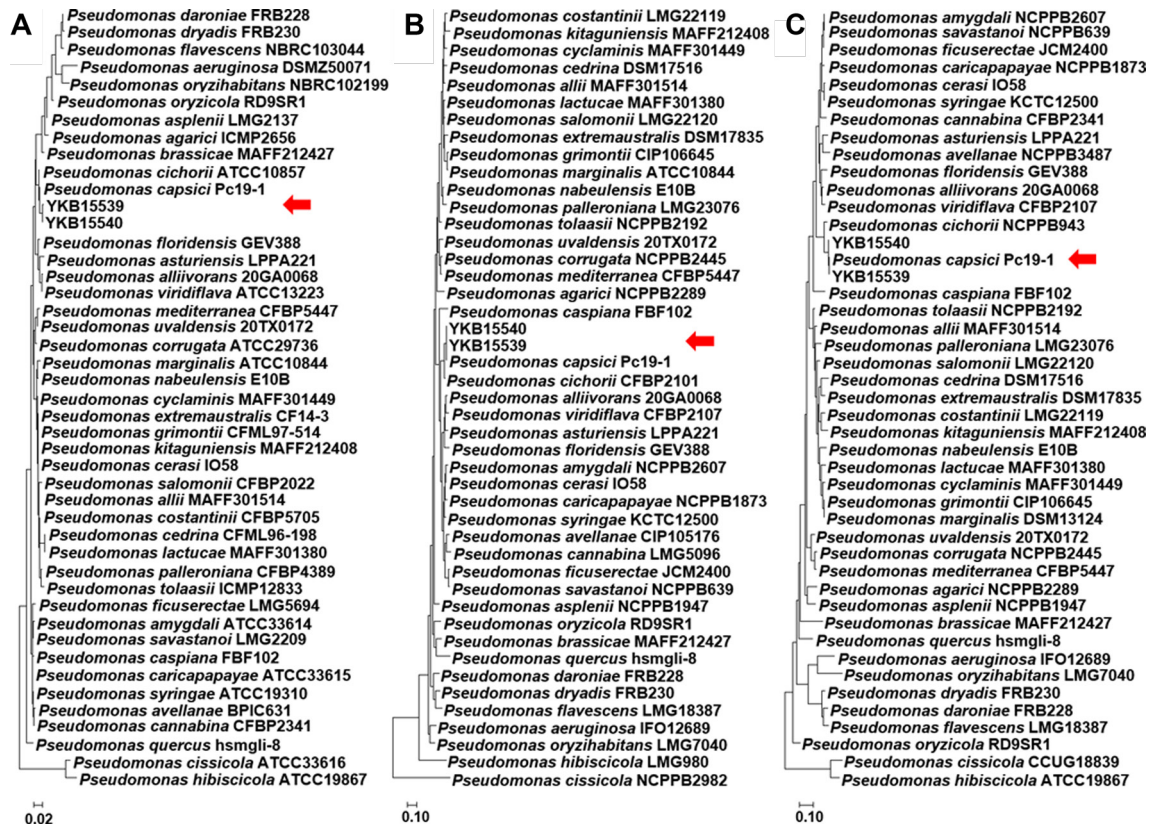 A
Pseudomonas daroniae FRB228
Pseudomonas dryadis FRB230
Pseudomonas flavescens NBRC103044
Pseudomonas aeruginosa DSMZ50071
Pseudomonas oryzihabitans NBRC102199
Pseudomonas oryzicola RD9SR1
Pseudomonas asplenii LMG2137
Pseudomonas agarici ICMP2656
Pseudomonas brassicae MAFF212427
Pseudomonas cichorii ATCC10857
Pseudomonas capsici Pc19-1
YKB15539
YKB15540
Pseudomonas floridensis GEV388
Pseudomonas asturiensis LPPA221
Pseudomonas alliivorans 20GA0068
Pseudomonas viridiflava ATCC13223
Pseudomonas mediterranea CFBP5447
Pseudomonas uvaldensis 20TX0172
Pseudomonas corrugata ATCC29736
Pseudomonas marginalis ATCC10844
Pseudomonas nabeulensis E10B
Pseudomonas cyclaminis MAFF301449
Pseudomonas extremaustralis CF14-3
Pseudomonas grimontii CFML97-514
Pseudomonas kitaguniensis MAFF212408
Pseudomonas cerasi IO58
Pseudomonas salomonii CFBP2022
Pseudomonas allii MAFF301514
Pseudomonas costantinii CFBP5705
Pseudomonas cedrina CFML96-198
Pseudomonas lactucae MAFF301380
Pseudomonas palleroniana CFBP4389
Pseudomonas tolaasii ICMP12833
Pseudomonas ficuserectae LMG5694
Pseudomonas amygdali ATCC33614
Pseudomonas savastanoi LMG2209
Pseudomonas caspiana FBF102
Pseudomonas caricapapayae ATCC33615
Pseudomonas syringae ATCC19310
Pseudomonas avellanae BPIC631
Pseudomonas cannabina CFBP2341
Pseudomonas quercus hsmgli-8
Pseudomonas cissicola ATCC33616
Pseudomonas hibiscicola ATCC19867
0.02
B
Pseudomonas costantinii LMG22119
Pseudomonas kitaguniensis MAFF212408
Pseudomonas cyclaminis MAFF301449
Pseudomonas cedrina DSM17516
Pseudomonas allii MAFF301514
Pseudomonas lactucae MAFF301380
Pseudomonas salomonii LMG22120
Pseudomonas extremaustralis DSM17835
Pseudomonas grimontii CIP106645
Pseudomonas marginalis ATCC10844
Pseudomonas nabeulensis E10B
Pseudomonas palleroniana LMG23076
Pseudomonas tolaasii NCPPB2192
Pseudomonas uvaldensis 20TX0172
Pseudomonas corrugata NCPPB2445
Pseudomonas mediterranea CFBP5447
Pseudomonas agarici NCPPB2289
Pseudomonas caspiana FBF102
YKB15540
YKB15539
Pseudomonas capsici Pc19-1
Pseudomonas cichorii CFBP2101
Pseudomonas alliivorans 20GA0068
Pseudomonas viridiflava CFBP2107
Pseudomonas asturiensis LPPA221
Pseudomonas floridensis GEV388
Pseudomonas amygdali NCPPB2607
Pseudomonas cerasi IO58
Pseudomonas caricapapayae NCPPB1873
Pseudomonas syringae KCTC12500
Pseudomonas avellanae CIP105176
Pseudomonas cannabina LMG5096
Pseudomonas ficuserectae JCM2400
Pseudomonas savastanoi NCPPB639
Pseudomonas asplenii NCPPB1947
Pseudomonas oryzicola RD9SR1
Pseudomonas brassicae MAFF212427
Pseudomonas quercus hsmgli-8
Pseudomonas daroniae FRB228
Pseudomonas dryadis FRB230
Pseudomonas flavescens LMG18387
Pseudomonas aeruginosa IFO12689
Pseudomonas oryzihabitans LMG7040
Pseudomonas hibiscicola LMG980
Pseudomonas cissicola NCPPB2982
0.10
C
Pseudomonas amygdali NCPPB2607
Pseudomonas savastanoi NCPPB639
Pseudomonas ficuserectae JCM2400
Pseudomonas caricapapayae NCPPB1873
Pseudomonas cerasi IO58
Pseudomonas syringae KCTC12500
Pseudomonas cannabina CFBP2341
Pseudomonas asturiensis LPPA221
Pseudomonas avellanae NCPPB3487
Pseudomonas floridensis GEV388
Pseudomonas alliivorans 20GA0068
Pseudomonas viridiflava CFBP2107
Pseudomonas cichorii NCPPB943
YKB15540
Pseudomonas capsici Pc19-1
YKB15539
Pseudomonas caspiana FBF102
Pseudomonas tolaasii NCPPB2192
Pseudomonas allii MAFF301514
Pseudomonas palleroniana LMG23076
Pseudomonas salomonii LMG22120
Pseudomonas cedrina DSM17516
Pseudomonas extremaustralis DSM17835
Pseudomonas costantinii LMG22119
Pseudomonas kitaguniensis MAFF212408
Pseudomonas nabeulensis E10B
Pseudomonas lactucae MAFF301380
Pseudomonas cyclaminis MAFF301449
Pseudomonas grimontii CIP106645
Pseudomonas marginalis DSM13124
Pseudomonas uvaldensis 20TX0172
Pseudomonas corrugata NCPPB2445
Pseudomonas mediterranea CFBP5447
Pseudomonas agarici NCPPB2289
Pseudomonas asplenii NCPPB1947
Pseudomonas brassicae MAFF212427
Pseudomonas quercus hsmgli-8
Pseudomonas aeruginosa IFO12689
Pseudomonas oryzihabitans LMG7040
Pseudomonas dryadis FRB230
Pseudomonas daroniae FRB228
Pseudomonas flavescens LMG18387
Pseudomonas oryzicola RD9SR1
Pseudomonas cissicola CCUG18839
Pseudomonas hibiscicola ATCC19867
0.10